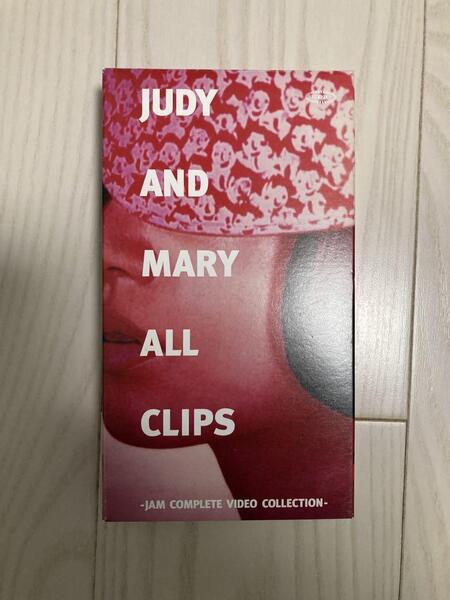 JUDY
AND
MARY
ALL
CLIPS
-JAM COMPLETE VIDEO COLLECTION-